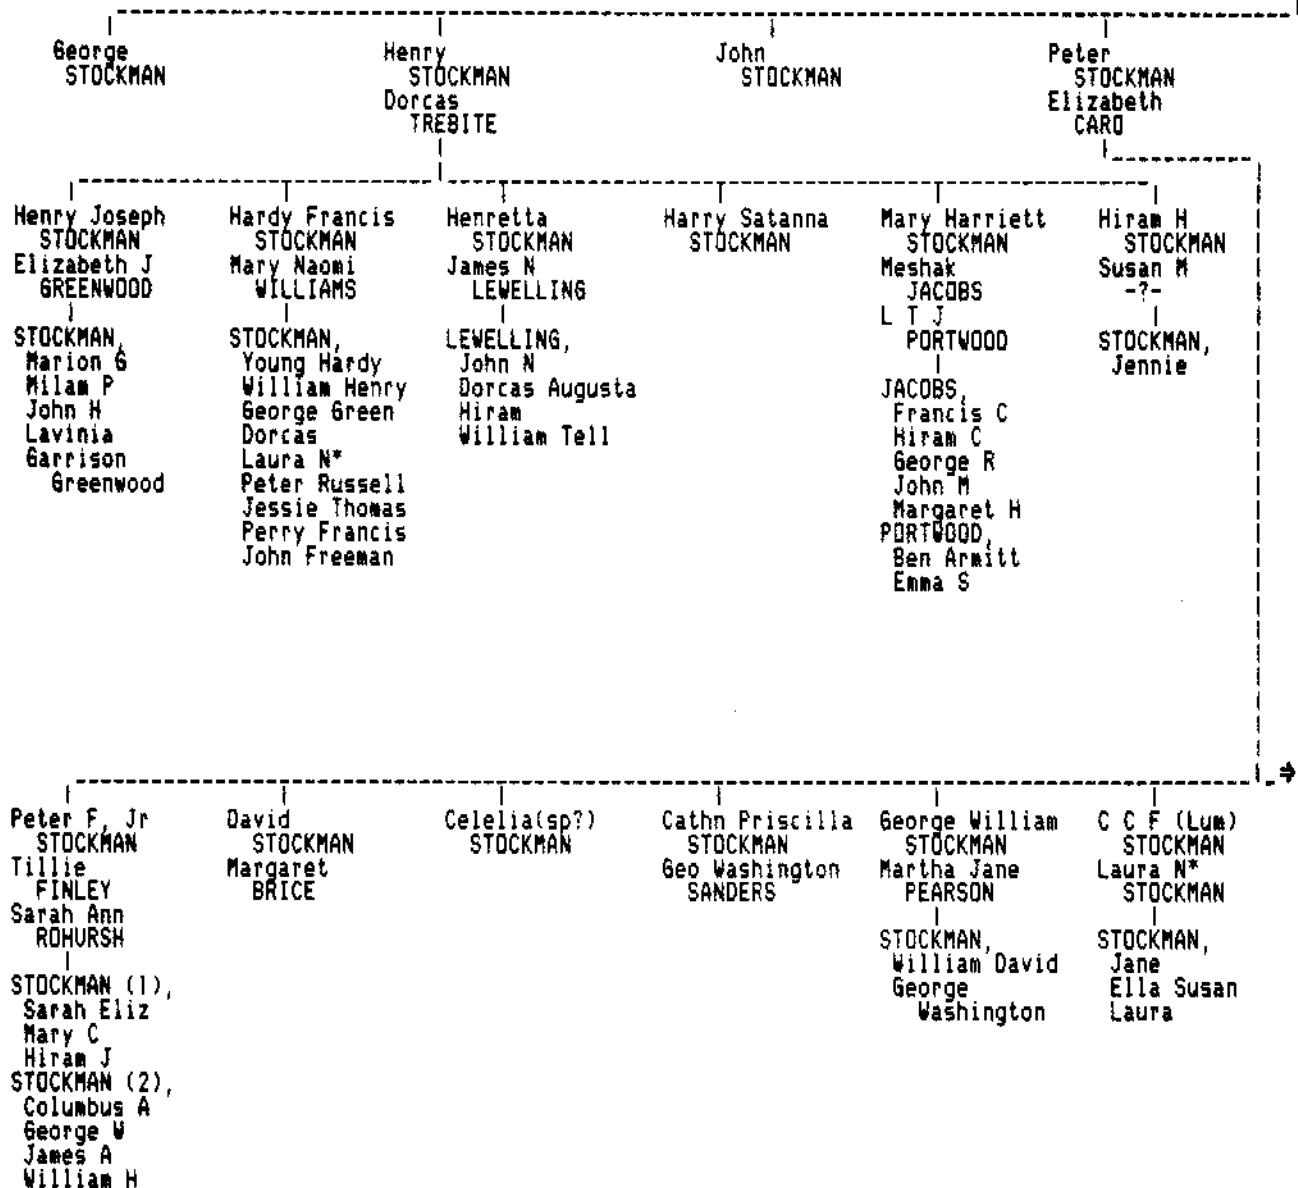 George
STOCKMAN
Henry
STOCKMAN
Dorcas
TREBITE
John
STOCKMAN
Peter
STOCKMAN
Elizabeth
CARO
Henry Joseph
STOCKMAN
Elizabeth J
GREENWOOD
STOCKMAN,
Marion G
Milam P
John H
Lavinia
Garrison
Greenwood
Hardy Francis
STOCKMAN
Mary Naomi
WILLIAMS
STOCKMAN,
Young Hardy
William Henry
George Green
Dorcas
Laura N*
Peter Russell
Jessie Thomas
Perry Francis
John Freeman
Henretta
STOCKMAN
James N
LEWELLING
LEWELLING,
John N
Dorcas Augusta
Hiram
William Tell
Harry Satanna
STOCKMAN
Mary Harriett
STOCKMAN
Meshak
JACOBS
L T J
PORTWOOD
JACOBS,
Francis C
Hiram C
George R
John M
Margaret H
PORTWOOD,
Ben Armitt
Emma S
Hiram H
STOCKMAN
Susan M
-?-
STOCKMAN,
Jennie
Peter F, Jr
STOCKMAN
Tillie
FINLEY
Sarah Ann
ROHURSH
STOCKMAN (1),
Sarah Eliz
Mary C
Hiram J
STOCKMAN (2),
Columbus A
George W
James A
William H
David
STOCKMAN
Margaret
BRICE
Celelia(sp?)
STOCKMAN
Cathn Priscilla
STOCKMAN
Geo Washington
SANDERS
George William
STOCKMAN
Martha Jane
PEARSON
STOCKMAN,
William David
George
Washington
C C F (Lum)
STOCKMAN
Laura N*
STOCKMAN
STOCKMAN,
Jane
Ella Susan
Laura